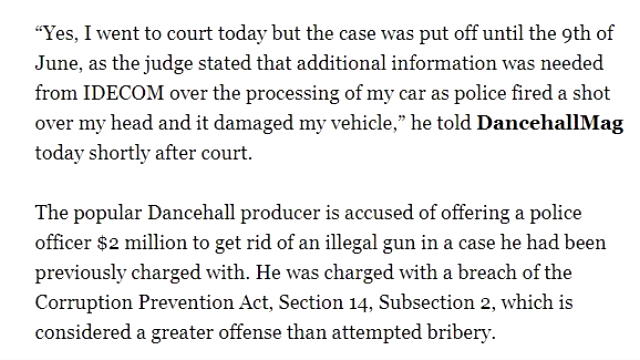 “Yes, I went to court today but the case was put off until the 9th of
June, as the judge stated that additional information was needed
from IDECOM over the processing of my car as police fired a shot
over my head and it damaged my vehicle,” he told DancehallMag
today shortly after court.
The popular Dancehall producer is accused of offering a police
officer $2 million to get rid of an illegal gun in a case he had been
previously charged with. He was charged with a breach of the
Corruption Prevention Act, Section 14, Subsection 2, which is
considered a greater offense than attempted bribery.